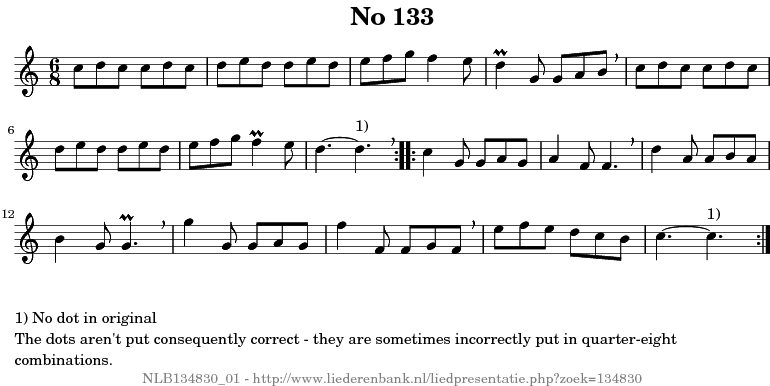 No 133
6
8
1)
6
12
1)
1) No dot in original
The dots aren't put consequently correct - they are sometimes incorrectly put in quarter-eight
combinations.
NLB134830_01 - http://www.liederenbank.nl/liedpresentatie.php?zoek=134830